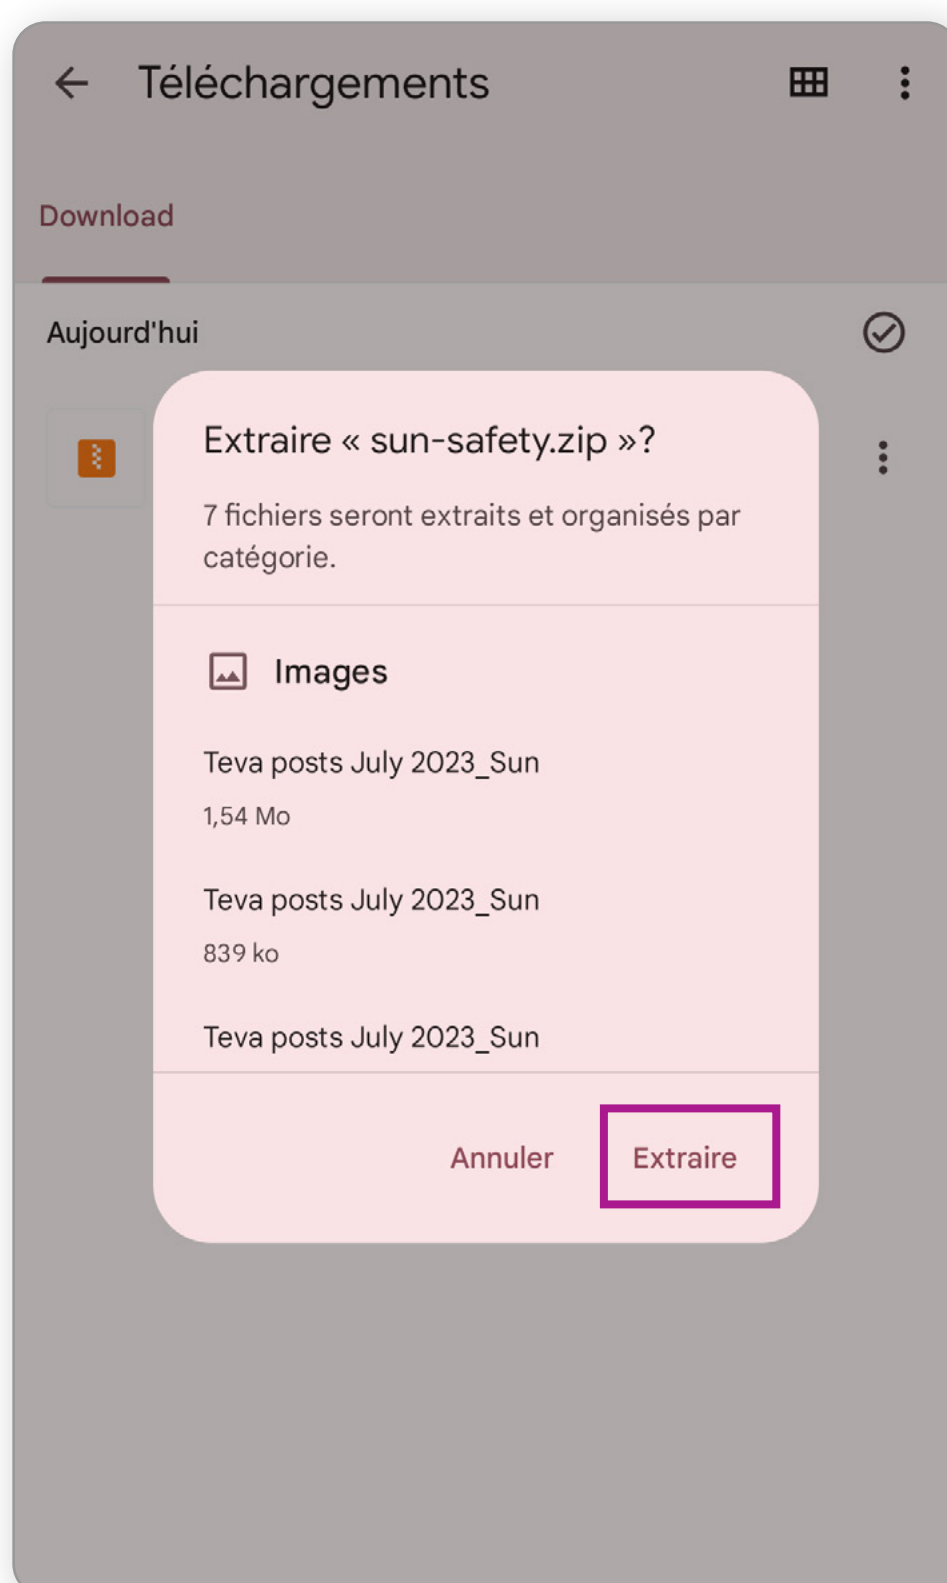 Téléchargements
Download
Aujourd'hui
Extraire « sun-safety.zip »?
7 fichiers seront extraits et organisés par
catégorie.
Images
Teva posts July 2023_Sun
1,54 Mo
Teva posts July 2023_Sun
839 ko
Teva posts July 2023_Sun
Annuler Extraire